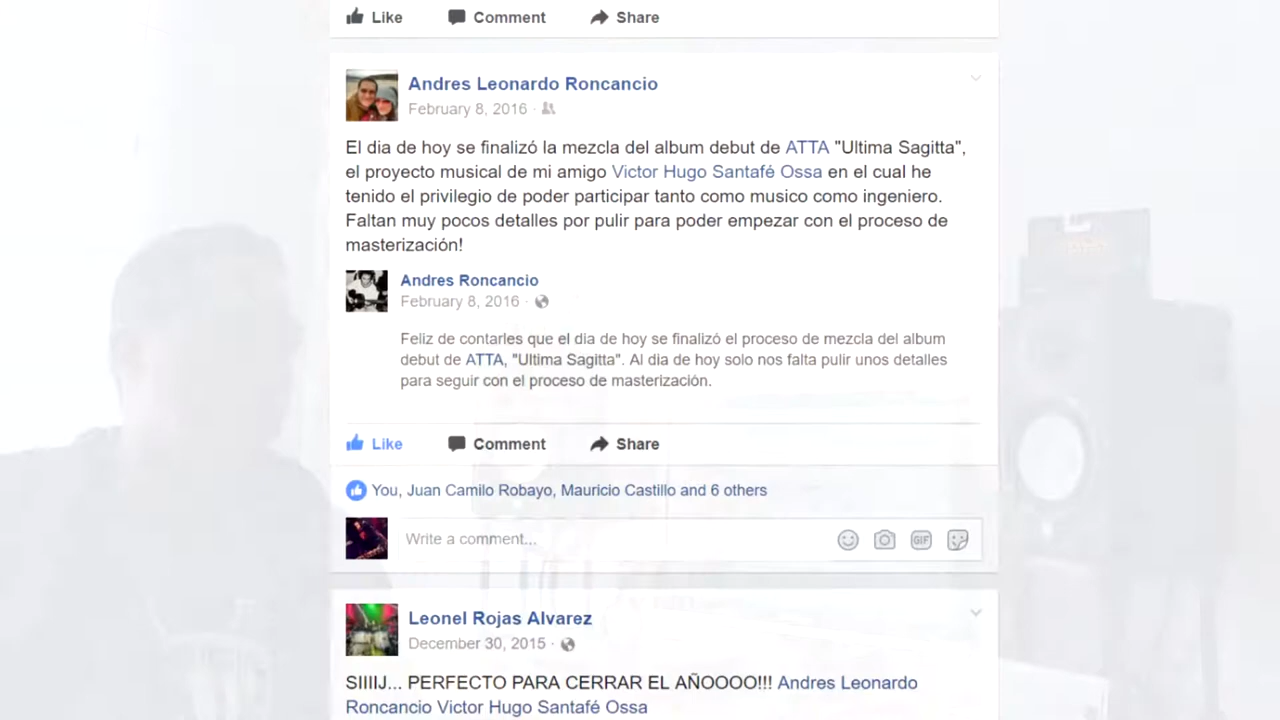 Like Comment Share
Andres Leonardo Roncancio
February 8, 2016 ·
El dia de hoy se finalizó la mezcla del album debut de ATTA "Ultima Sagitta",
el proyecto musical de mi amigo Victor Hugo Santafé Ossa en el cual he
tenido el privilegio de poder participar tanto como musico como ingeniero.
Faltan muy pocos detalles por pulir para poder empezar con el proceso de
masterización!
Andres Roncancio
February 8, 2016 ·
Feliz de contarles que el dia de hoy se finalizó el proceso de mezcla del album
debut de ATTA, "Ultima Sagitta". Al dia de hoy solo nos falta pulir unos detalles
para seguir con el proceso de masterización.
Like Comment Share
You, Juan Camilo Robayo, Mauricio Castillo and 6 others
Write a comment... GIF
Leonel Rojas Alvarez
December 30, 2015 ·
SIIIIJ... PERFECTO PARA CERRAR EL AÑOOOO!!! Andres Leonardo
Roncancio Victor Hugo Santafé Ossa